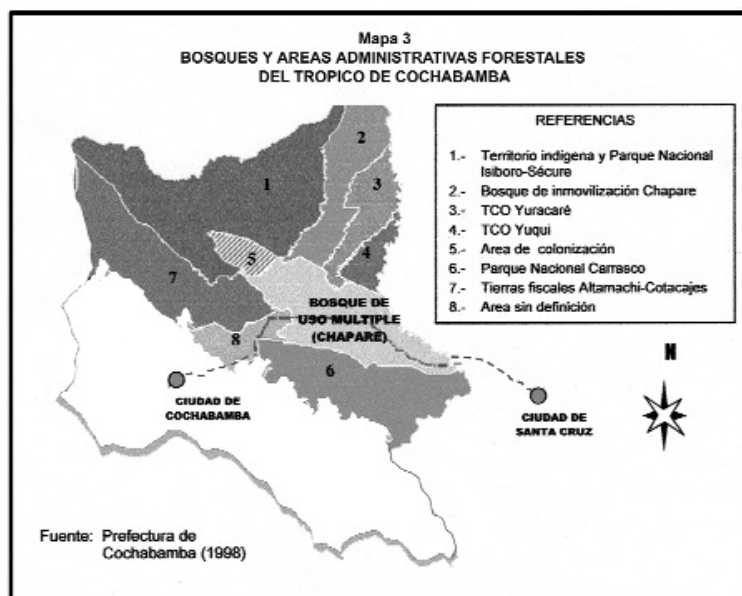 Mapa 3
BOSQUES Y AREAS ADMINISTRATIVAS FORESTALES
DEL TROPICO DE COCHABAMBA
REFERENCIAS
1.- Territorio indígena y Parque Nacional
Isiboro-Sécure
2.- Bosque de inmovilización Chapare
3.- TCO Yuracaré
4.- TCO Yuqui
5.- Area de colonización
6.- Parque Nacional Carrasco
7.- Tierras fiscales Altamachi-Cotacajes
8.- Area sin definición
2
1
3
4
5
7
BOSQUE DE
USO MULTIPLE
(CHAPARE)
8
6
CIUDAD DE
COCHABAMBA
CIUDAD DE
SANTA CRUZ
N
Fuente: Prefectura de
Cochabamba (1998)